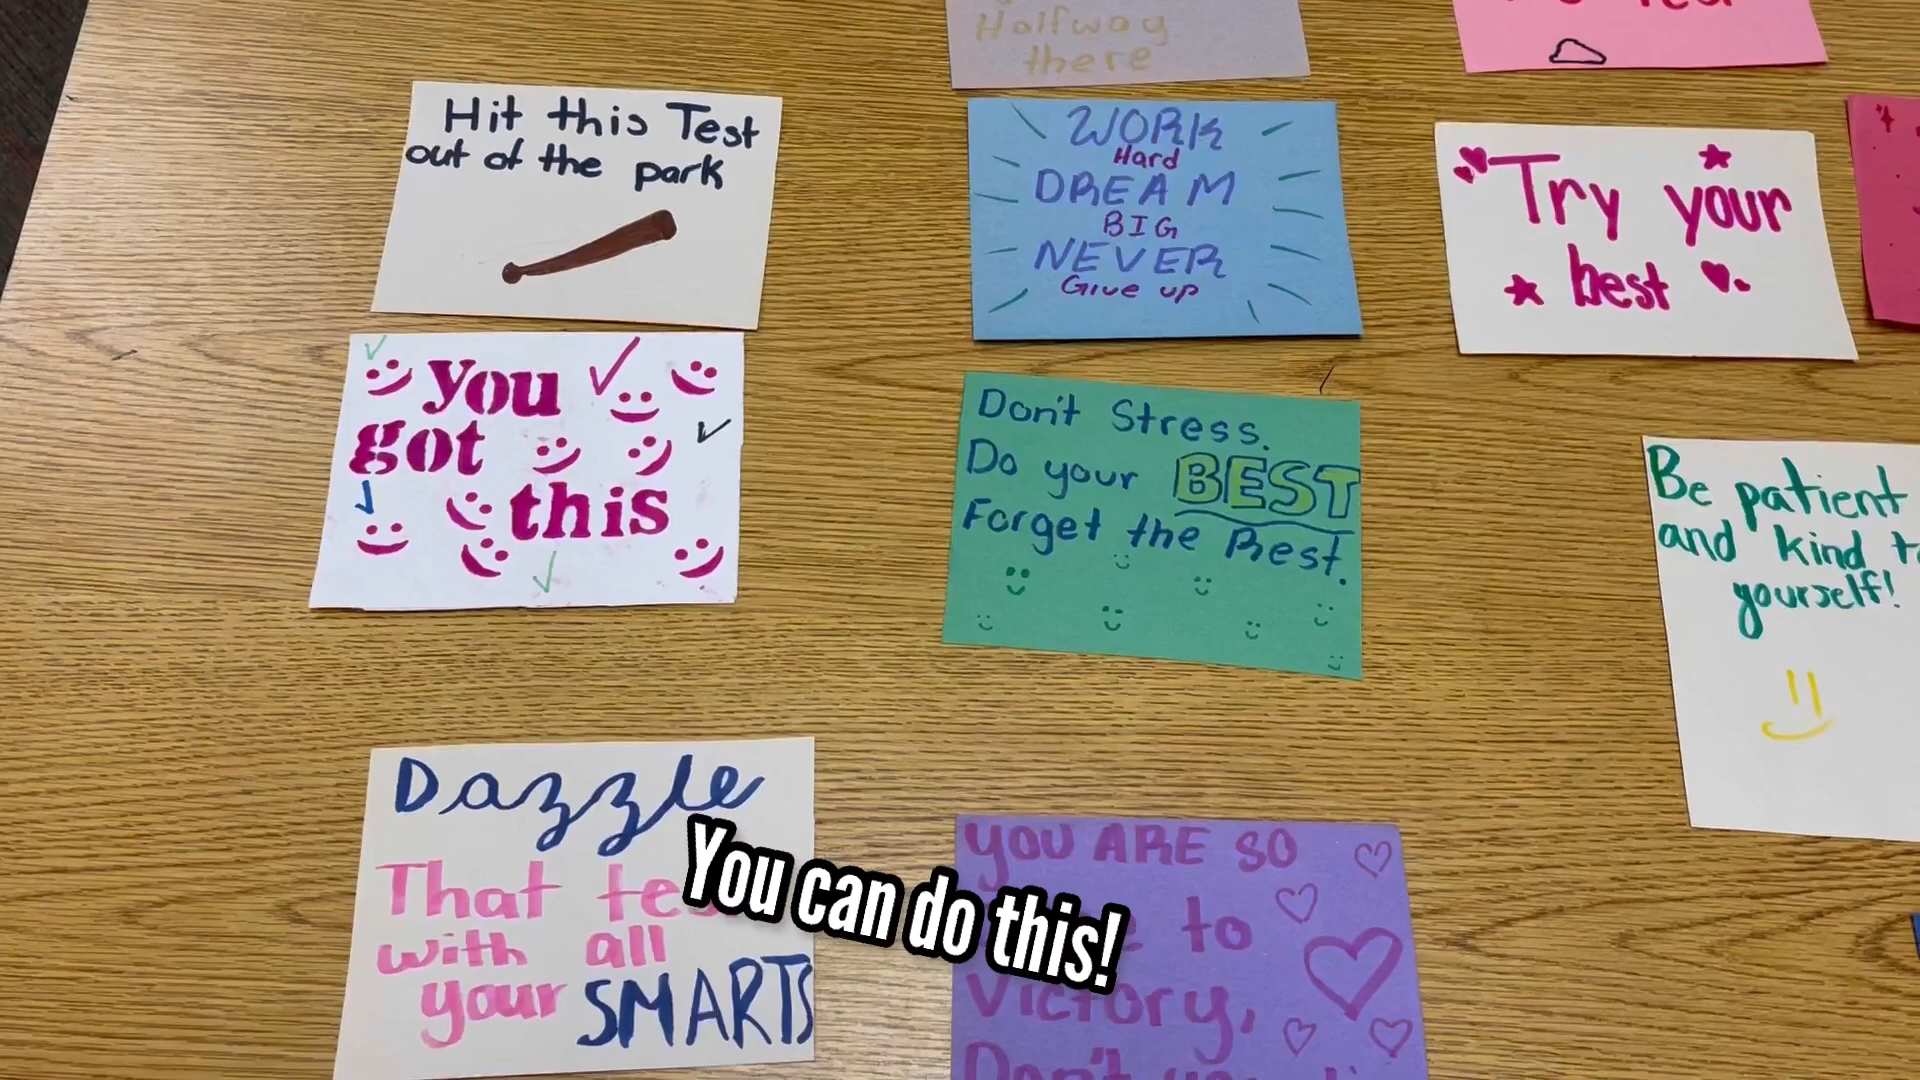 Halfway
there
Hit this Test
out of the park
WORK
Hard
DREAM
BIG
NEVER
Give up
Try your
best
you
got
this
Don't Stress.
Do your BEST
Forget the Rest.
Be patient
and kind
yourself!
Dazzle
That
with all
your SMARTS
You can do this!
YOU ARE SO
to
Victory,
Don't